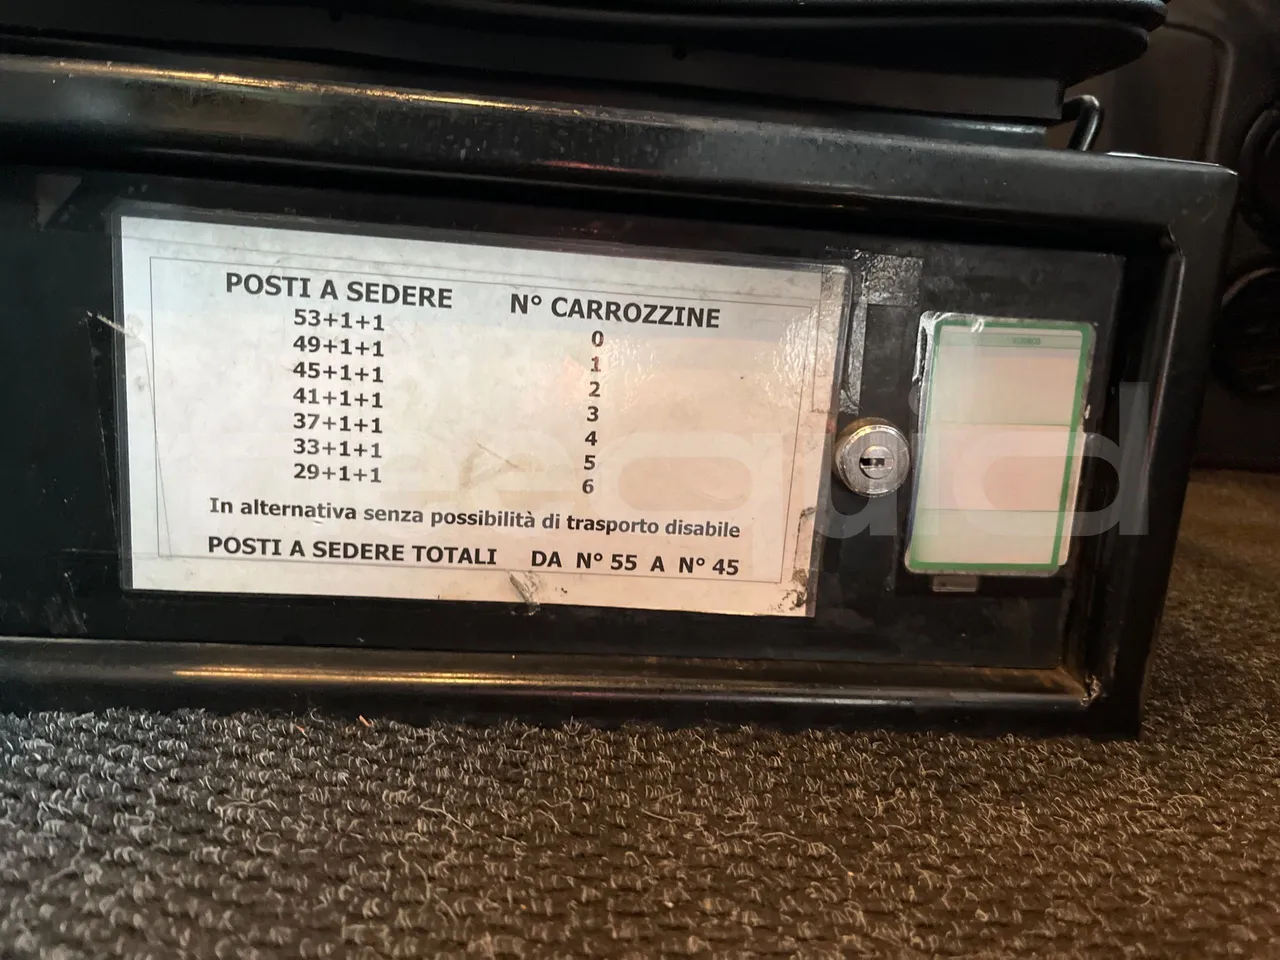 POSTI A SEDERE N° CARROZZINE
53+1+1 0
49+1+1 1
45+1+1 2
41+1+1 3
37+1+1 4
33+1+1 5
29+1+1 6
In alternativa senza possibilità di trasporto disabile
POSTI A SEDERE TOTALI DA N° 55 A N° 45